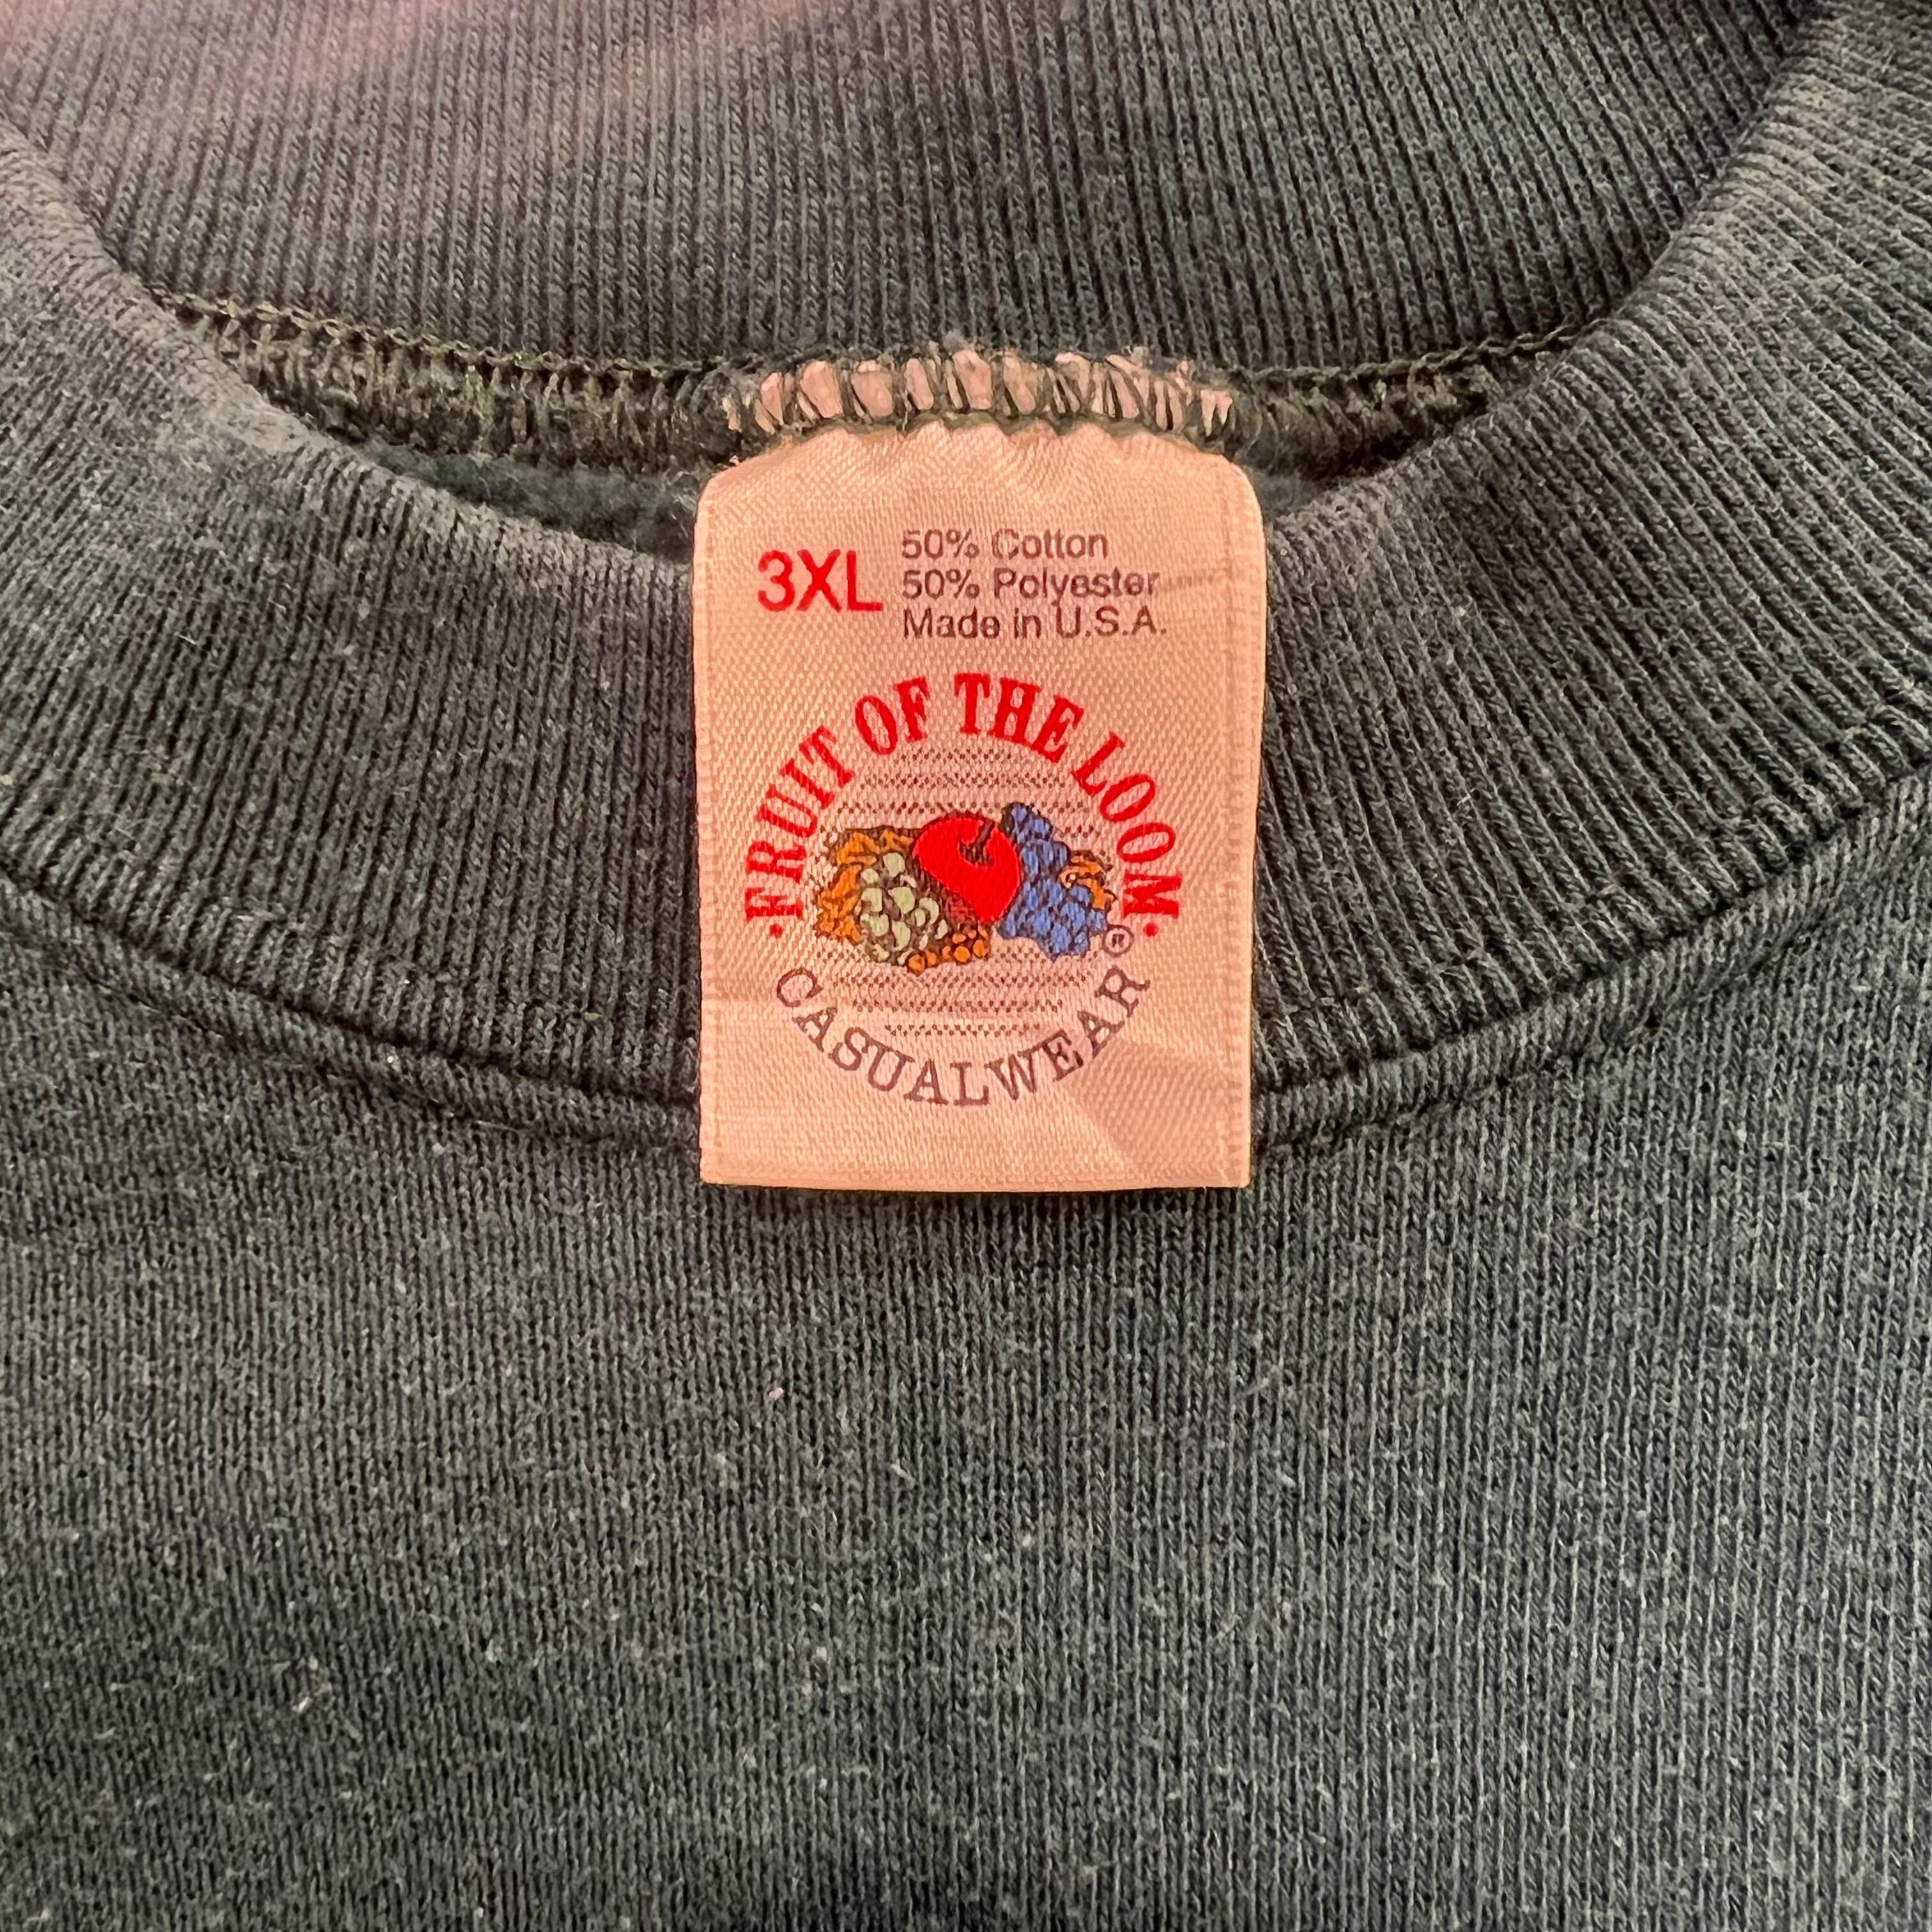 3XL
50% Cotton
50% Polyester
Made in U.S.A.
·FRUIT OF THE LOOM·
®
CASUALWEAR